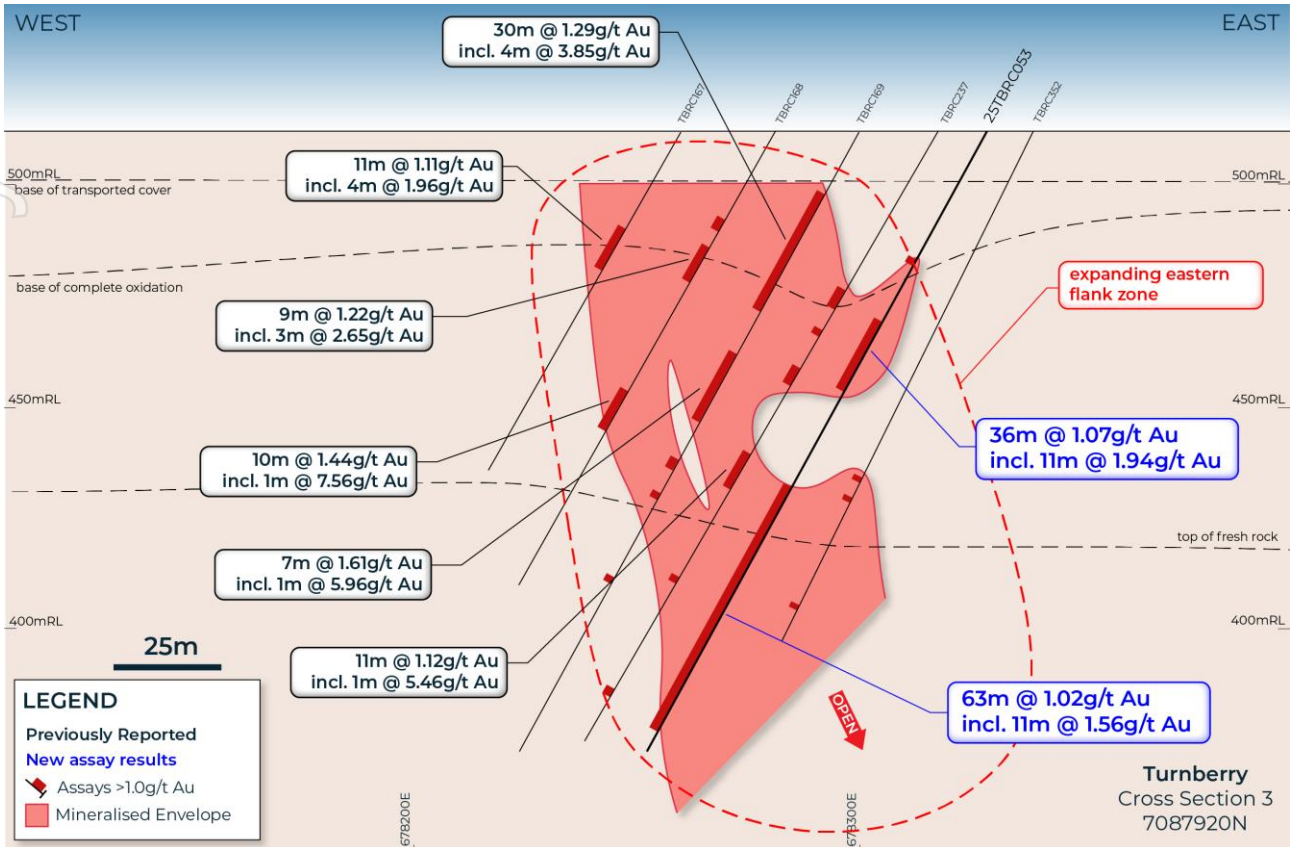 WEST
EAST
30m @ 1.29g/t Au
incl. 4m @ 3.85g/t Au
TBRC167
TBRC168
TBRC169
TBRC237
25TBRC053
TBRC352
11m @ 1.11g/t Au
incl. 4m @ 1.96g/t Au
500mRL
base of transported cover
500mRL
base of complete oxidation
expanding eastern
flank zone
9m @ 1.22g/t Au
incl. 3m @ 2.65g/t Au
450mRL
450mRL
36m @ 1.07g/t Au
incl. 11m @ 1.94g/t Au
10m @ 1.44g/t Au
incl. 1m @ 7.56g/t Au
top of fresh rock
7m @ 1.61g/t Au
incl. 1m @ 5.96g/t Au
400mRL
400mRL
25m
11m @ 1.12g/t Au
incl. 1m @ 5.46g/t Au
63m @ 1.02g/t Au
incl. 11m @ 1.56g/t Au
OPEN
LEGEND
Previously Reported
New assay results
Assays >1.0g/t Au
Mineralised Envelope
678200E
678300E
Turnberry
Cross Section 3
7087920N